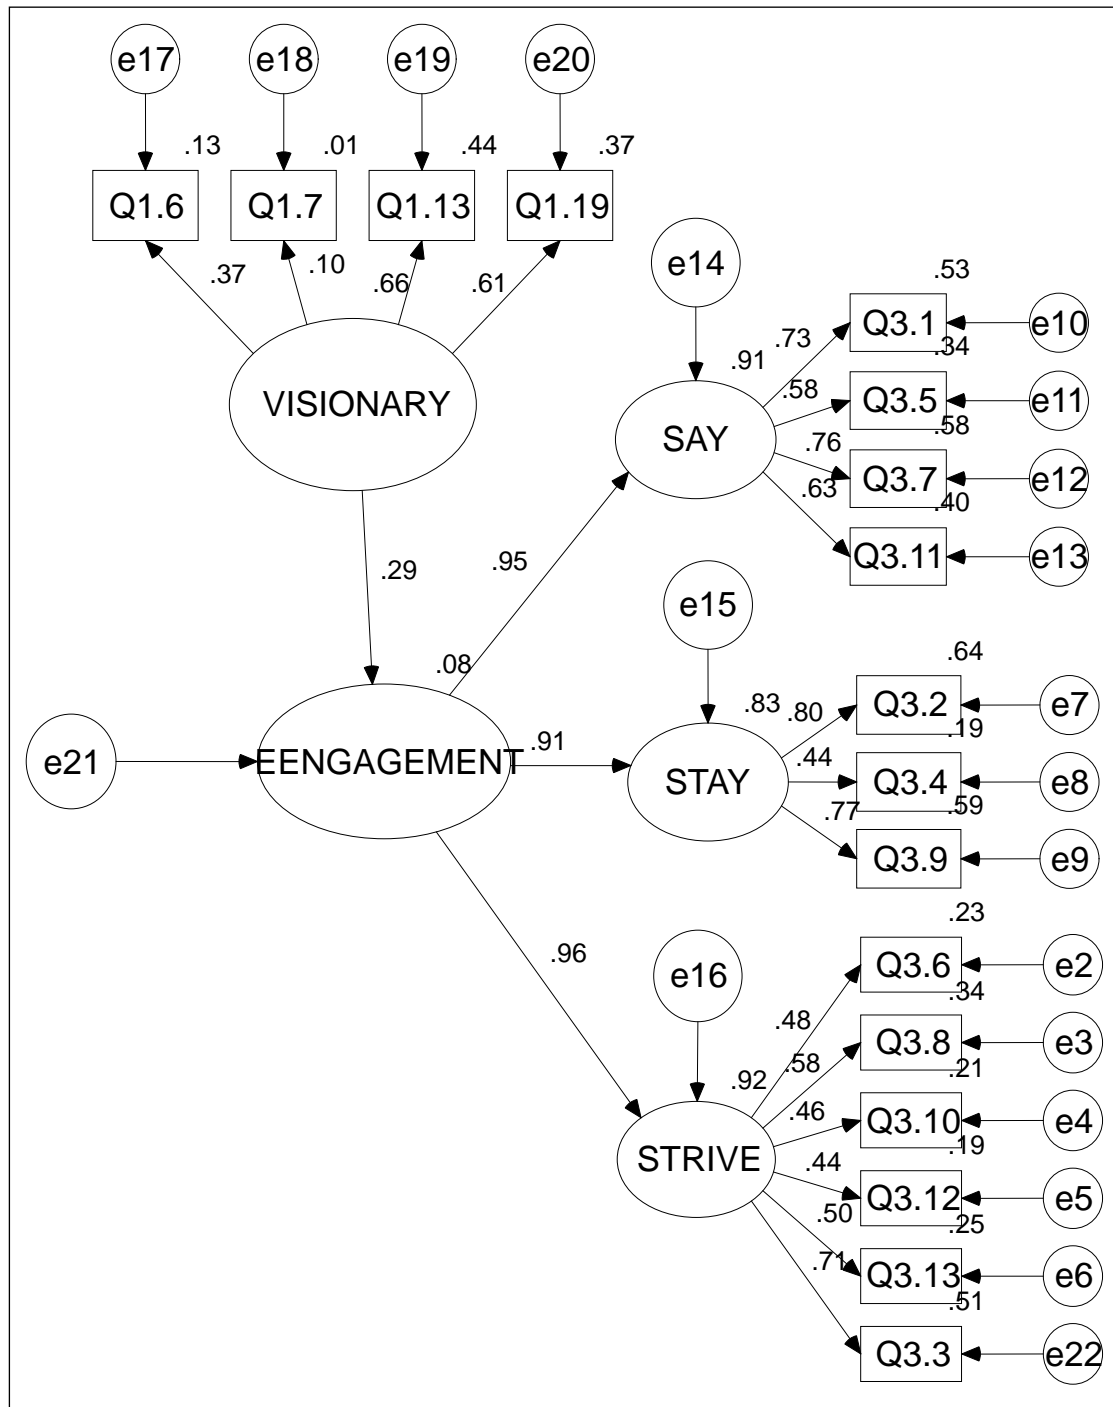 e17 e18 e19 e20
.13 .01 .44 .37
Q1.6 Q1.7 Q1.13 Q1.19
.37 .10 .66 .61
VISIONARY
e14
.53
Q3.1 e10
.73
.34
.91
.58
Q3.5 e11
.58
SAY
.76
Q3.7 e12
.63
.40
Q3.11 e13
.29
.95
e15
.08
.64
Q3.2 e7
.83 .80
.19
e21
EENGAGEMENT
.91
STAY
.44
Q3.4 e8
.59
.77
Q3.9 e9
.96
e16
.23
Q3.6 e2
.34
.48
Q3.8 e3
.21
.92
.58
.46
Q3.10 e4
.19
STRIVE
.44
Q3.12 e5
.25
.50
Q3.13 e6
.71
.51
Q3.3 e22